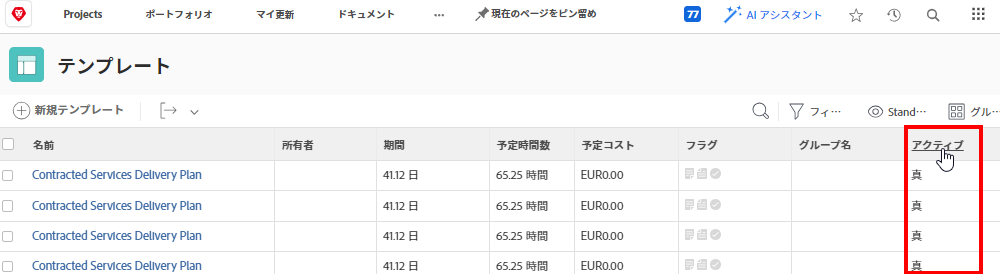 Projects ポートフォリオ マイ更新 ドキュメント ... 現在のページをピン留め 77 AI アシスタント
テンプレート
新規テンプレート フィ… Stand… グル…
名前 所有者 期間 予定時間数 予定コスト フラグ グループ名 アクティブ
Contracted Services Delivery Plan 41.12 日 65.25 時間 EUR0.00 真
Contracted Services Delivery Plan 41.12 日 65.25 時間 EUR0.00 真
Contracted Services Delivery Plan 41.12 日 65.25 時間 EUR0.00 真
Contracted Services Delivery Plan 41.12 日 65.25 時間 EUR0.00 真